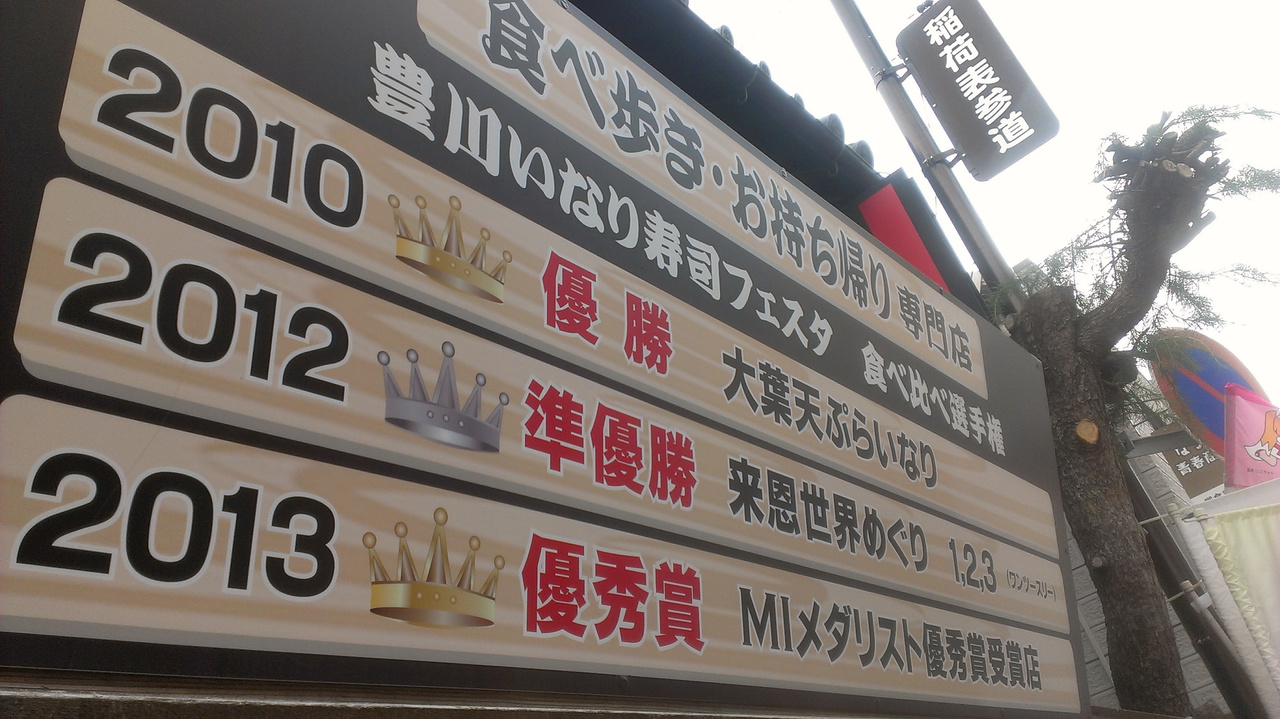 食べ歩き・お持ち帰り専門店
豊川いなり寿司フェスタ 食べ比べ選手権
2010 優勝 大葉天ぷらいなり
2012 準優勝 来恩世界めぐり 1,2,3 (ワンツースリー)
2013 優秀賞 MIメダリスト優秀賞受賞店
稲荷表参道